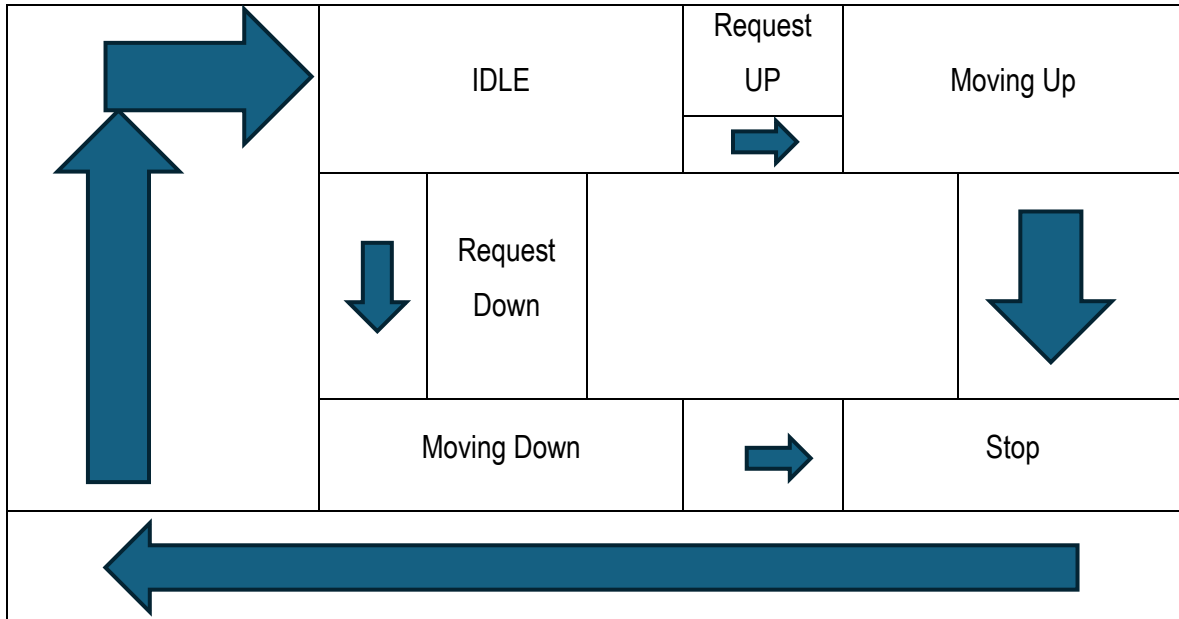 IDLE
Request
UP
Moving Up
Request
Down
Moving Down
Stop